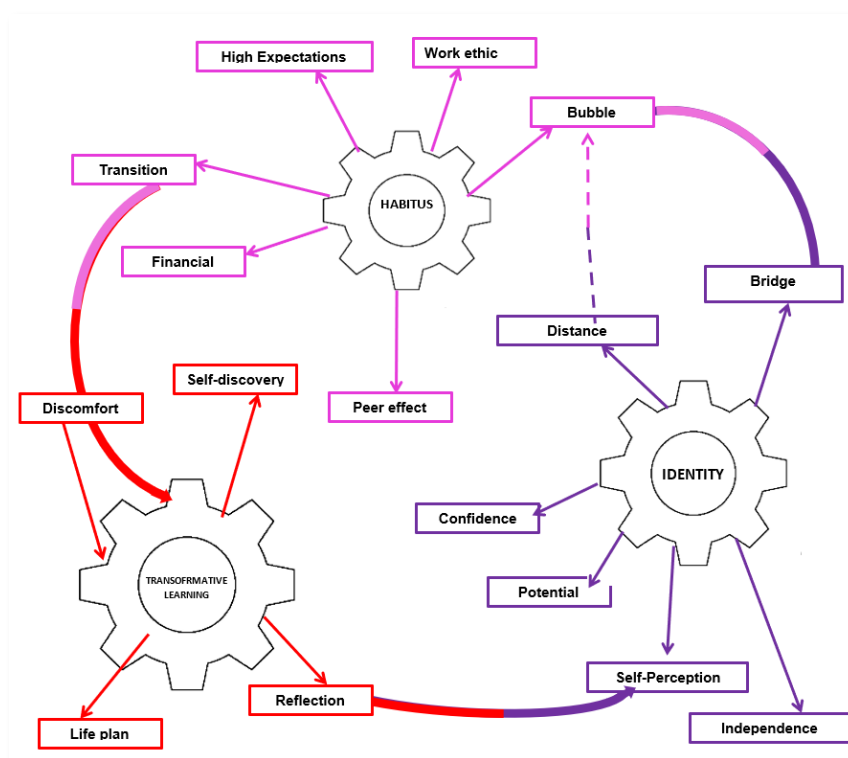 High Expectations
Work ethic
Bubble
Transition
HABITUS
Financial
Bridge
Distance
Self-discovery
Discomfort
Peer effect
IDENTITY
Confidence
TRANSOFRMATIVE
LEARNING
Potential
Self-Perception
Reflection
Life plan
Independence